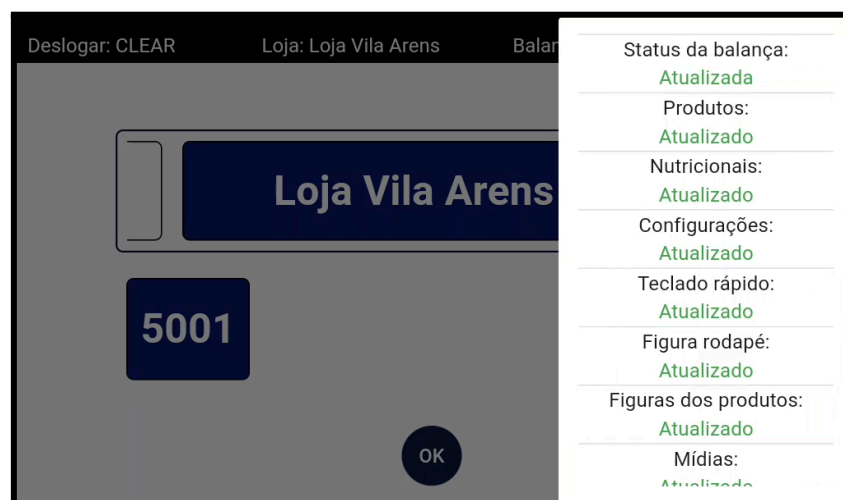 Deslogar: CLEAR
Loja: Loja Vila Arens
Status da balança:
Atualizada
Produtos:
Atualizado
Nutricionais:
Atualizado
Configurações:
Atualizado
Teclado rápido:
Atualizado
Figura rodapé:
Atualizado
Figuras dos produtos:
Atualizado
Mídias:
Atualizado
Loja Vila Arens
5001
OK